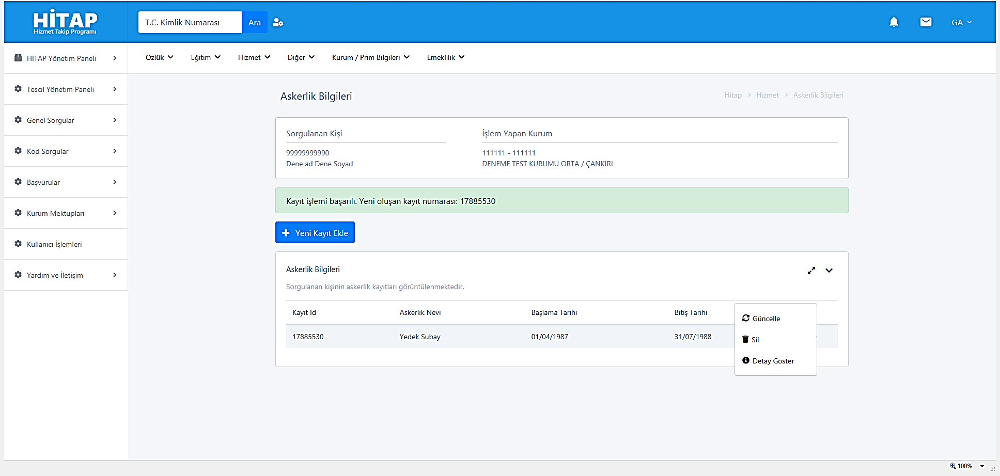 HİTAP
Hizmet Takip Programı
T.C. Kimlik Numarası
Ara
GA
HİTAP Yönetim Paneli
Tescil Yönetim Paneli
Genel Sorgular
Kod Sorgular
Başvurular
Kurum Mektupları
Kullanıcı İşlemleri
Yardım ve İletişim
Özlük Eğitim Hizmet Diğer Kurum / Prim Bilgileri Emeklilik
Askerlik Bilgileri
Hitap > Hizmet > Askerlik Bilgileri
Sorgulanan Kişi
99999999990
Dene ad Dene Soyad
İşlem Yapan Kurum
111111 - 111111
DENEME TEST KURUMU ORTA / ÇANKIRI
Kayıt işlemi başarılı. Yeni oluşan kayıt numarası: 17885530
Yeni Kayıt Ekle
Askerlik Bilgileri
Sorgulanan kişinin askerlik kayıtları görüntülenmektedir.
Kayıt Id Askerlik Nevi Başlama Tarihi Bitiş Tarihi
17885530 Yedek Subay 01/04/1987 31/07/1988
Güncelle
Sil
Detay Göster
100%